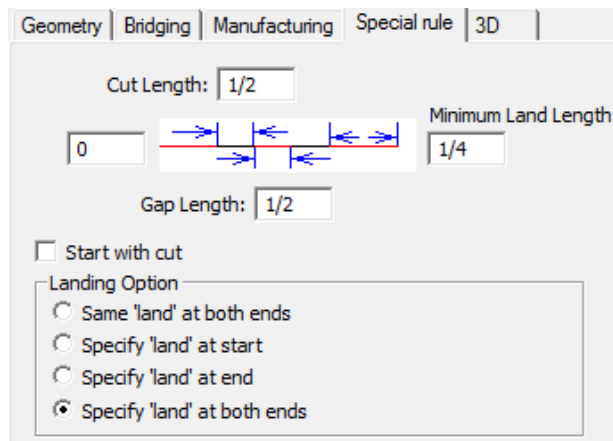 Geometry Bridging Manufacturing Special rule 3D
Cut Length: 1/2
Minimum Land Length
0 1/4
Gap Length: 1/2
Start with cut
Landing Option
Same 'land' at both ends
Specify 'land' at start
Specify 'land' at end
Specify 'land' at both ends